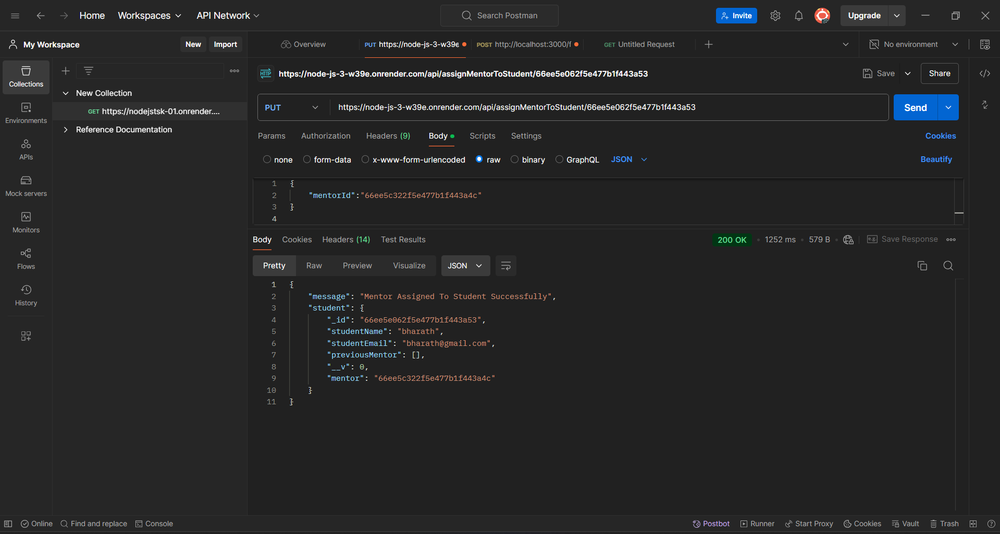 Home Workspaces API Network Search Postman Invite Upgrade
My Workspace New Import Overview PUT https://node-js-3-w39e POST http://localhost:3000/f GET Untitled Request No environment
Collections
Environments
APIs
Mock servers
Monitors
Flows
History
New Collection
GET https://nodejstsk-01.onrender....
Reference Documentation
HTTP https://node-js-3-w39e.onrender.com/api/assignMentorToStudent/66ee5e062f5e477b1f443a53 Save Share
PUT https://node-js-3-w39e.onrender.com/api/assignMentorToStudent/66ee5e062f5e477b1f443a53 Send
Params Authorization Headers (9) Body Scripts Settings Cookies
none form-data x-www-form-urlencoded raw binary GraphQL JSON Beautify
1 {
2 "mentorId":"66ee5c322f5e477b1f443a4c"
3 }
4
Body Cookies Headers (14) Test Results 200 OK 1252 ms 579 B e.g. Save Response
Pretty Raw Preview Visualize JSON
1 {
2 "message": "Mentor Assigned To Student Successfully",
3 "student": {
4 "_id": "66ee5e062f5e477b1f443a53",
5 "studentName": "bharath",
6 "studentEmail": "bharath@gmail.com",
7 "previousMentor": [],
8 "__v": 0,
9 "mentor": "66ee5c322f5e477b1f443a4c"
10 }
11 }
Online Find and replace Console Postbot Runner Start Proxy Cookies Vault Trash